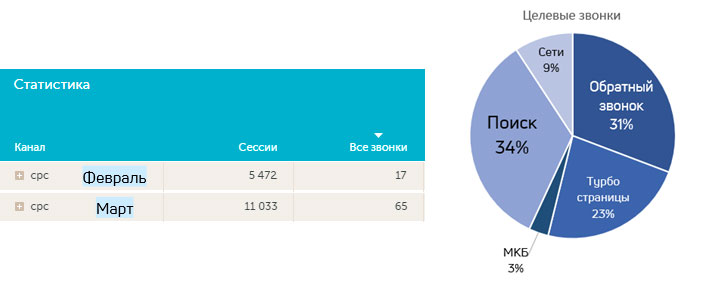 Статистика
Канал Сессии Все звонки
cpc Февраль 5 472 17
cpc Март 11 033 65
Целевые звонки
Сети
9%
Обратный
звонок
31%
Поиск
34%
Турбо
страницы
23%
МКБ
3%